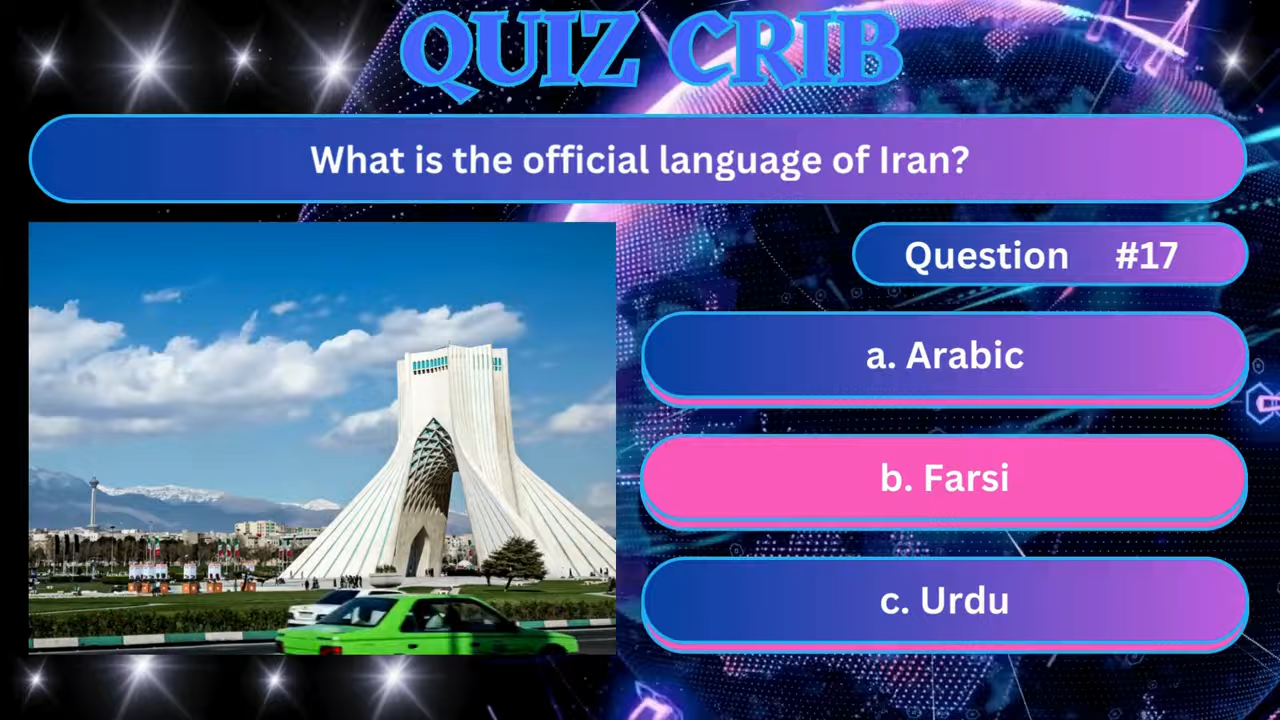 QUIZ CRIB
What is the official language of Iran?
Question #17
a. Arabic
b. Farsi
c. Urdu